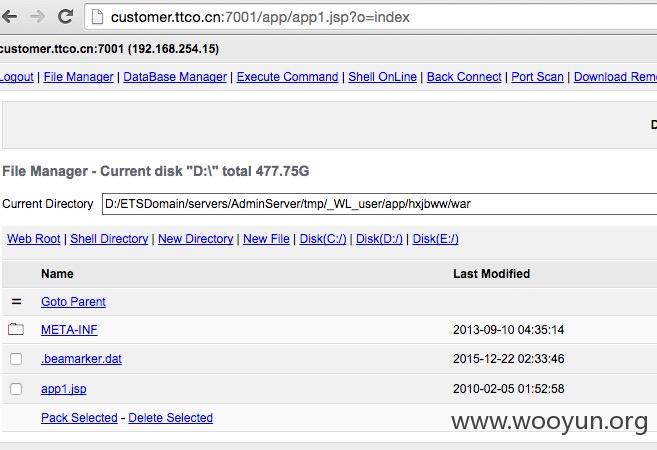 customer.ttco.cn:7001/app/app1.jsp?o=index
customer.ttco.cn:7001 (192.168.254.15)
Logout | File Manager | DataBase Manager | Execute Command | Shell OnLine | Back Connect | Port Scan | Download Rem
D
File Manager - Current disk "D:\" total 477.75G
Current Directory D:/ETSDomain/servers/AdminServer/tmp/_WL_user/app/hxjbww/war
Web Root | Shell Directory | New Directory | New File | Disk(C:/) | Disk(D:/) | Disk(E:/)
Name Last Modified
= Goto Parent
META-INF 2013-09-10 04:35:14
.beamarker.dat 2015-12-22 02:33:46
app1.jsp 2010-02-05 01:52:58
Pack Selected - Delete Selected
www.wooyun.org